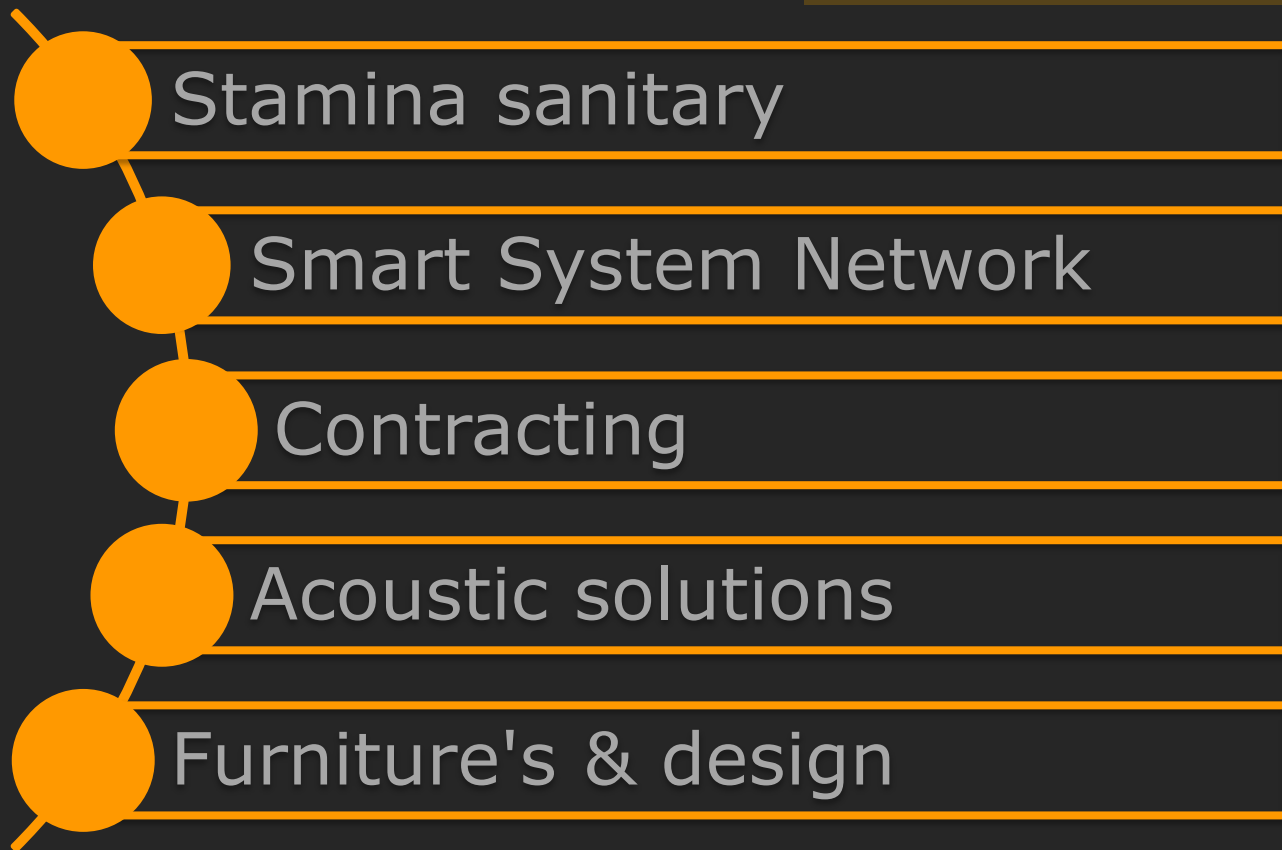 Stamina sanitary
Smart System Network
Contracting
Acoustic solutions
Furniture's & design